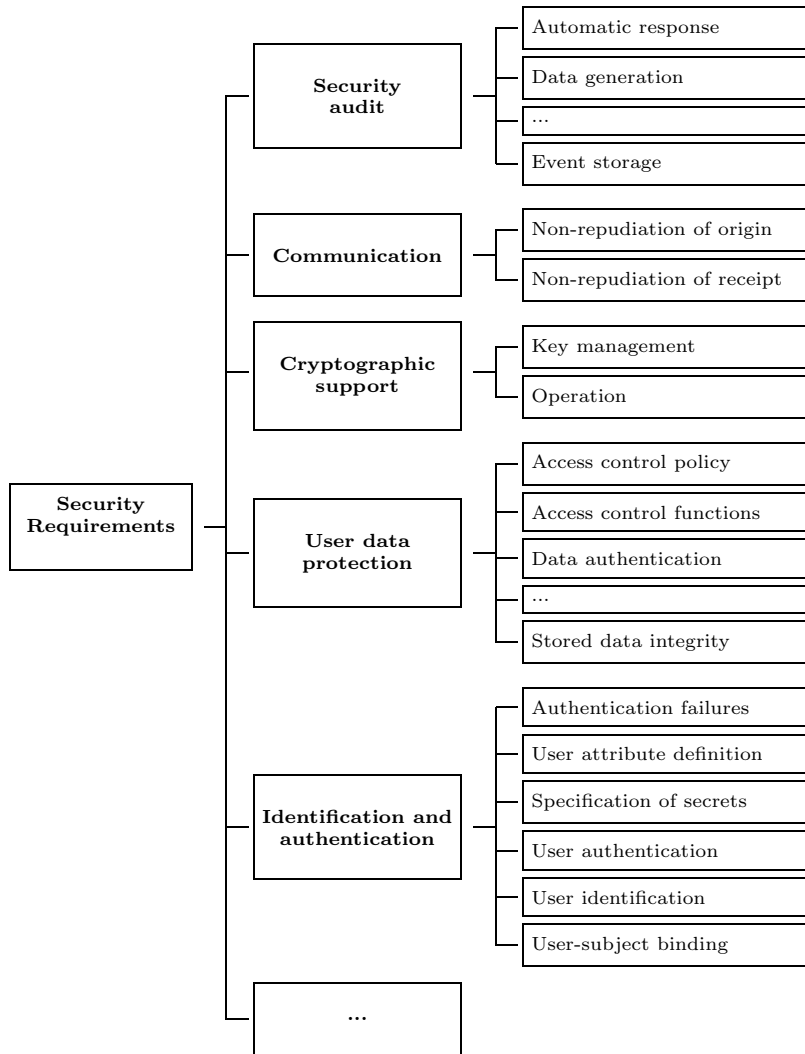 Security
Requirements
Security
audit
Automatic response
Data generation
...
Event storage
Communication
Non-repudiation of origin
Non-repudiation of receipt
Cryptographic
support
Key management
Operation
User data
protection
Access control policy
Access control functions
Data authentication
...
Stored data integrity
Identification and
authentication
Authentication failures
User attribute definition
Specification of secrets
User authentication
User identification
User-subject binding
...